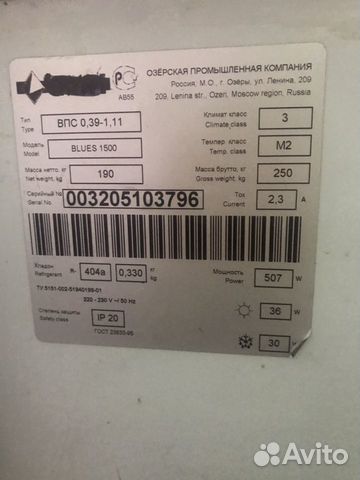 ОЗЁРСКАЯ ПРОМЫШЛЕННАЯ КОМПАНИЯ
Россия, М.О., г. Озёры, ул. Ленина, 209
209, Lenina str., Ozeri, Moscow region, Russia
РС
АВ55
Тип
Type
ВПС 0,39-1,11
Климат класс
Climate class
3
Модель
Model
BLUES 1500
Темпер класс
Temp. class
M2
Масса нетто, кг
Net weight, kg
190
Масса брутто, кг
Gross weight, kg
250
Серийный №
Serial No.
003205103796
Ток
Current
2,3 А
Хладон
Refrigerant
R- 404a 0,330 кг
kg
Мощность
Power
507 W
ТУ 5151-002-51940199-01
220 - 230 V ~/ 50 Hz
36 W
Степень защиты
Safety class
IP 20
ГОСТ 23833-95
30
Avito